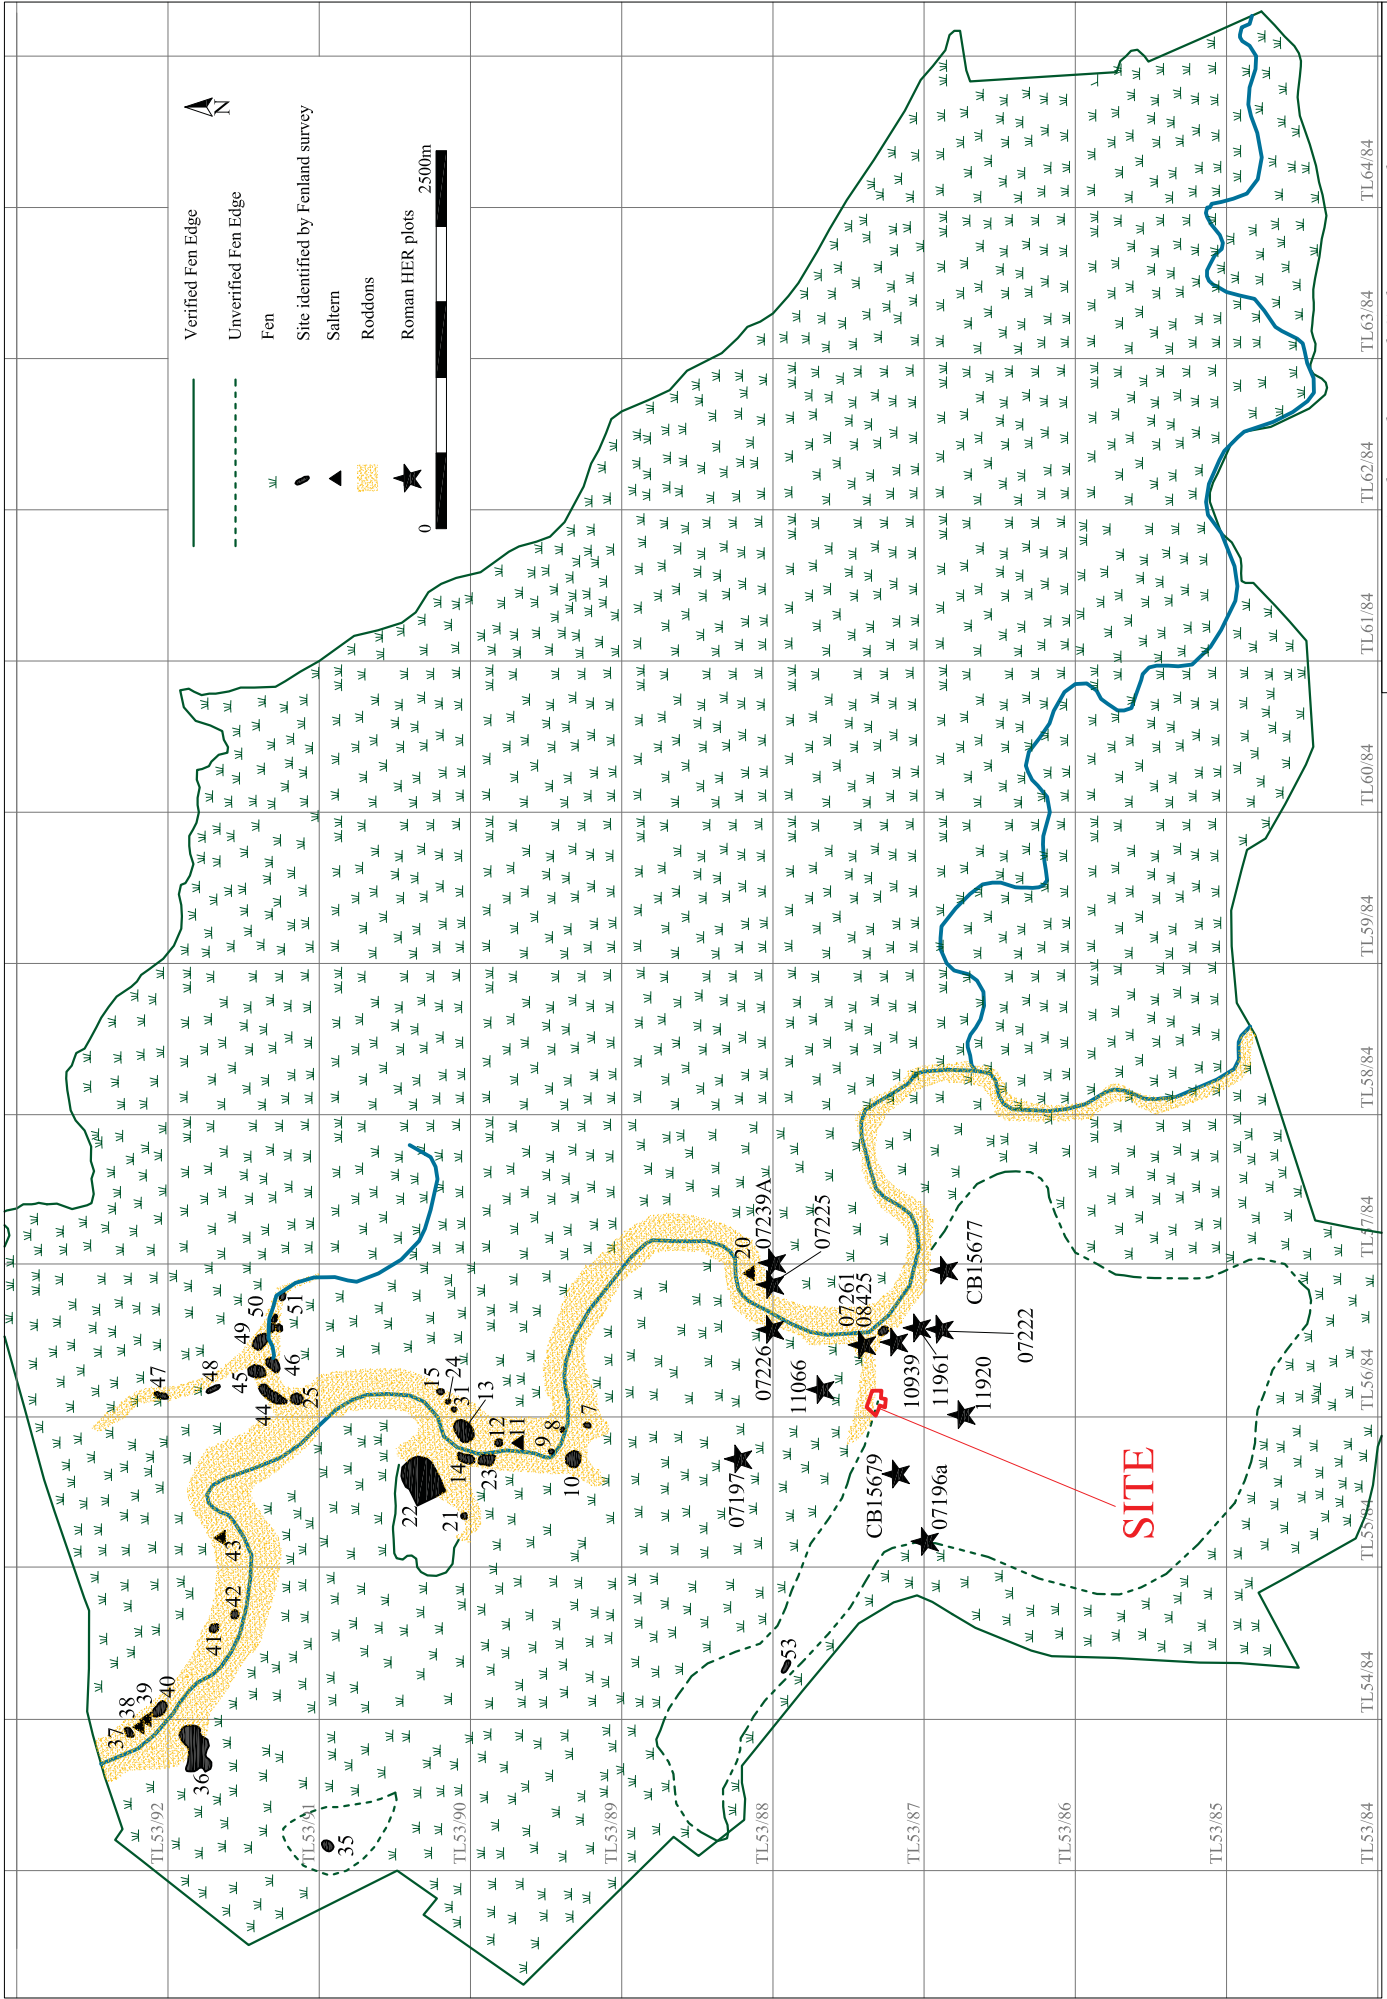 Verified Fen Edge
Unverified Fen Edge
Fen
Site identified by Fenland survey
Saltern
Roddons
Roman HER plots
N
0
2500m
TL53/92
TL53/91
TL53/90
TL53/89
TL53/88
TL53/87
TL53/86
TL53/85
TL53/84
TL54/84
TL55/84
TL56/84
TL57/84
TL58/84
TL59/84
TL60/84
TL61/84
TL62/84
TL63/84
TL64/84
37
38
39
40
36
35
41
42
43
47
48
45
44
49
50
51
46
25
15
24
31
13
22
14
23
21
12
11
9
8
7
10
53
20
07239A
07225
07226
11066
07197
07261
08425
10939
11961
11920
07222
CB15677
CB15679
07196a
SITE